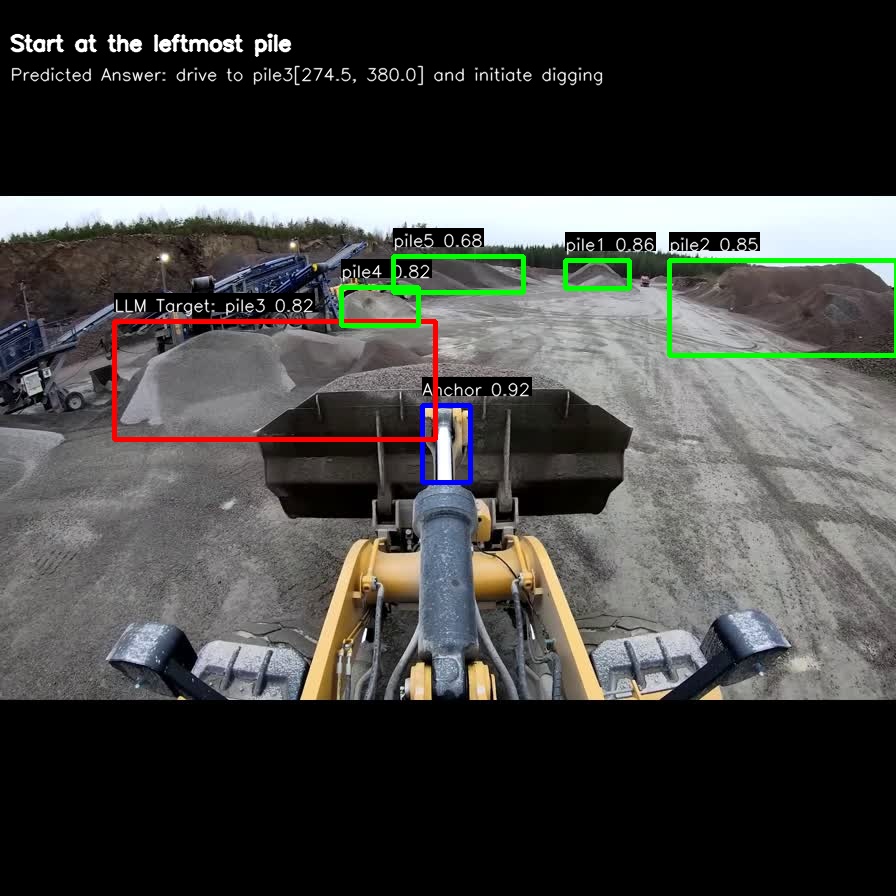 Start at the leftmost pile
Predicted Answer: drive to pile3[274.5, 380.0] and initiate digging
pile5 0.68
pile1 0.86
pile2 0.85
pile4 0.82
LLM Target: pile3 0.82
Anchor 0.92